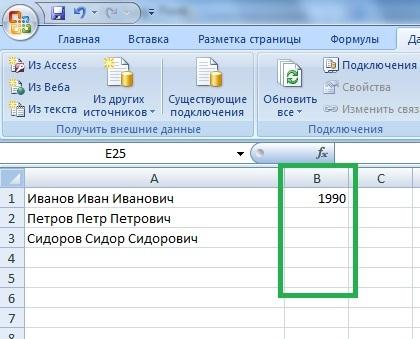 Главная Вставка Разметка страницы Формулы
Из Access
Из Веба
Из текста
Из других источников
Существующие подключения
Обновить все
Подключения
Свойства
Изменить связ
Получить внешние данные
Подключения
E25
fx
A B C
1 Иванов Иван Иванович 1990
2 Петров Петр Петрович
3 Сидоров Сидор Сидорович
4
5
6
7